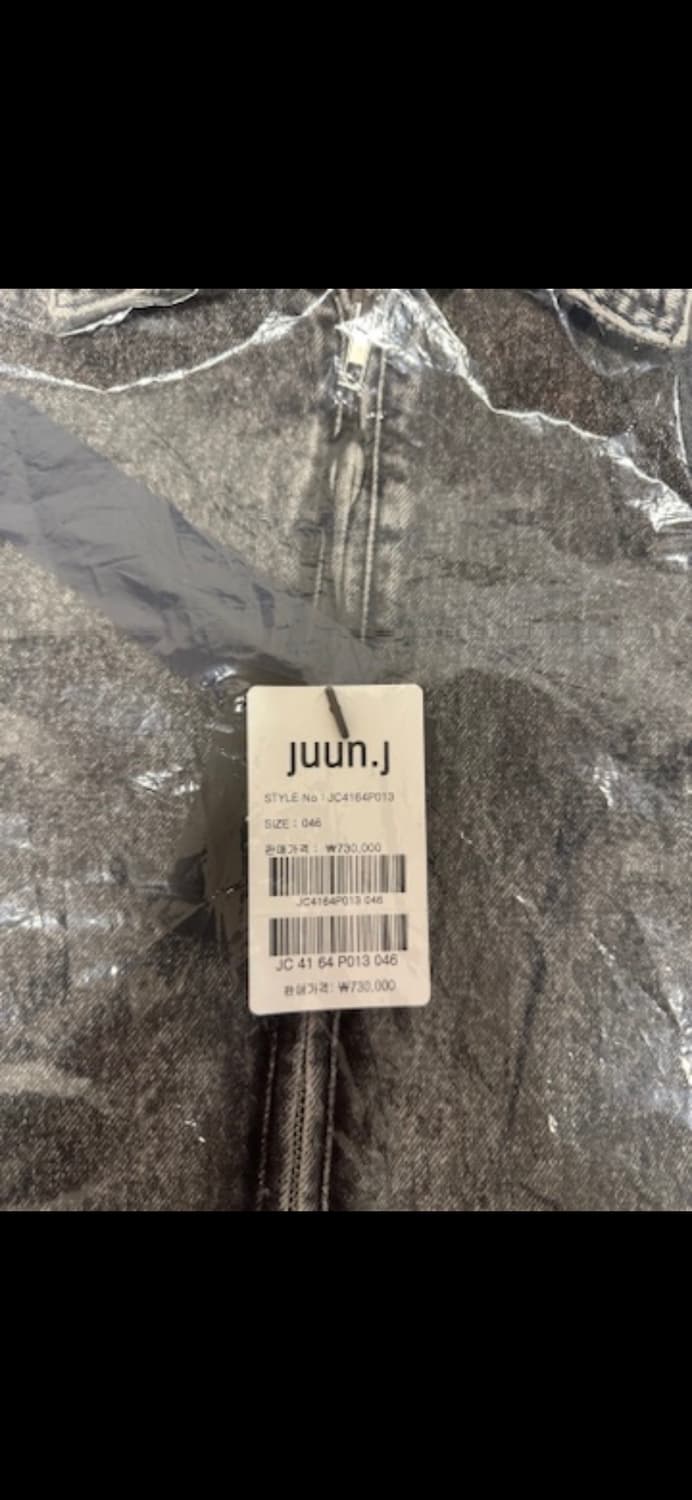 juun.j
STYLE No : JC4164P013
SIZE : 046
판매가격 : ₩730,000
JC4164P013 046
JC 41 64 P013 046
판매가격: ₩730,000